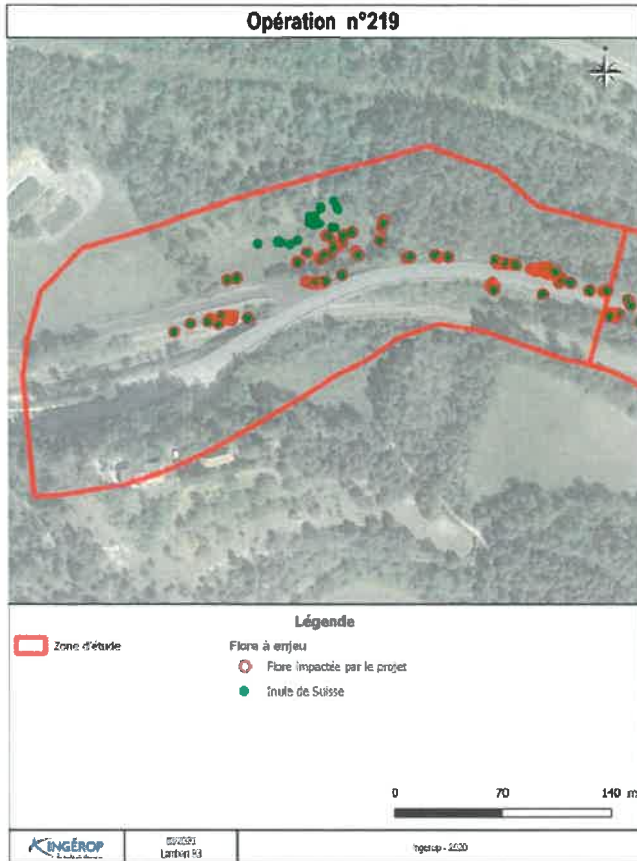 Opération n°219
Légende
Zone d'étude
Flore à enjeu
Flore impactée par le projet
Inule de Suisse
0 70 140 m
INGÉROP
Lambert 93
Ingerop - 2020